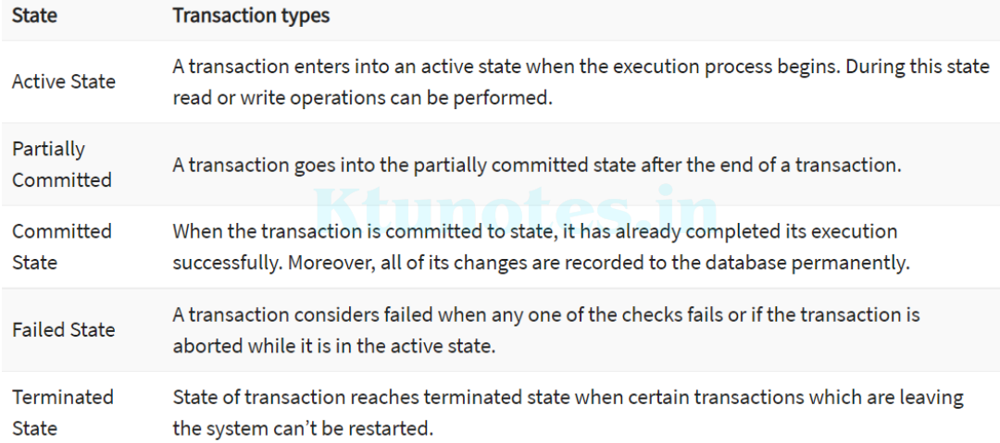 State Transaction types
Active State
A transaction enters into an active state when the execution process begins. During this state
read or write operations can be performed.
Partially
Committed
A transaction goes into the partially committed state after the end of a transaction.
Ktunotes.in
Committed
State
When the transaction is committed to state, it has already completed its execution
successfully. Moreover, all of its changes are recorded to the database permanently.
Failed State
A transaction considers failed when any one of the checks fails or if the transaction is
aborted while it is in the active state.
Terminated
State
State of transaction reaches terminated state when certain transactions which are leaving
the system can’t be restarted.